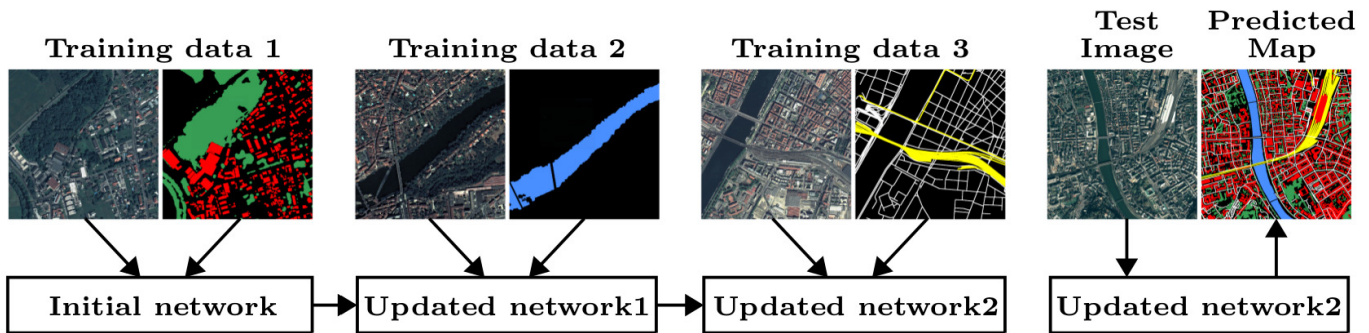 Training data 1
Training data 2
Training data 3
Test
Image
Predicted
Map
Initial network
Updated network1
Updated network2
Updated network2